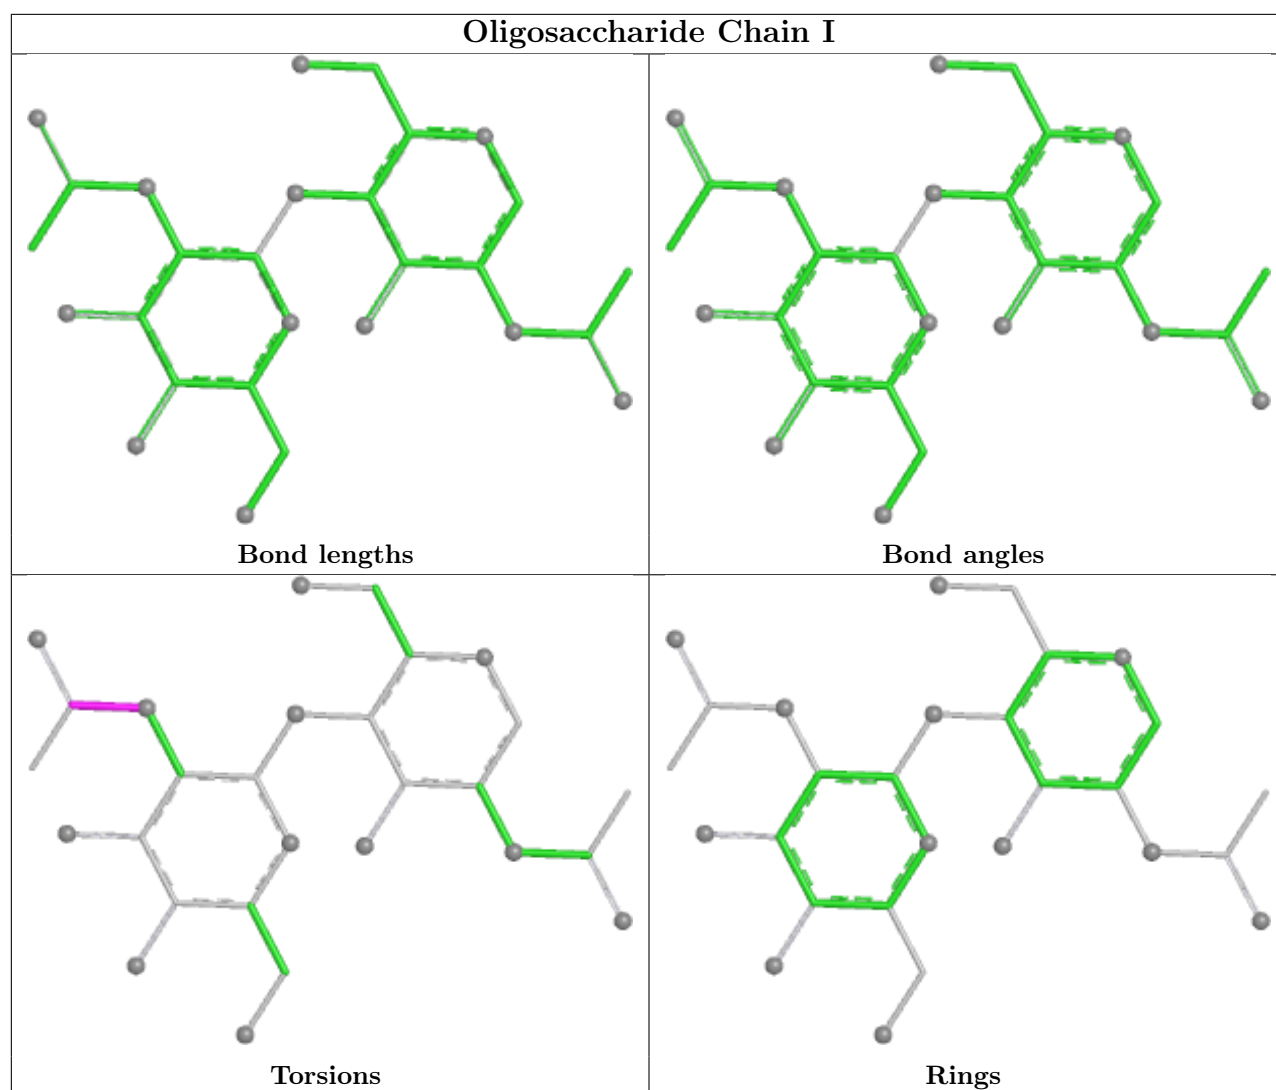 Oligosaccharide Chain I
Bond lengths
Bond angles
Torsions
Rings